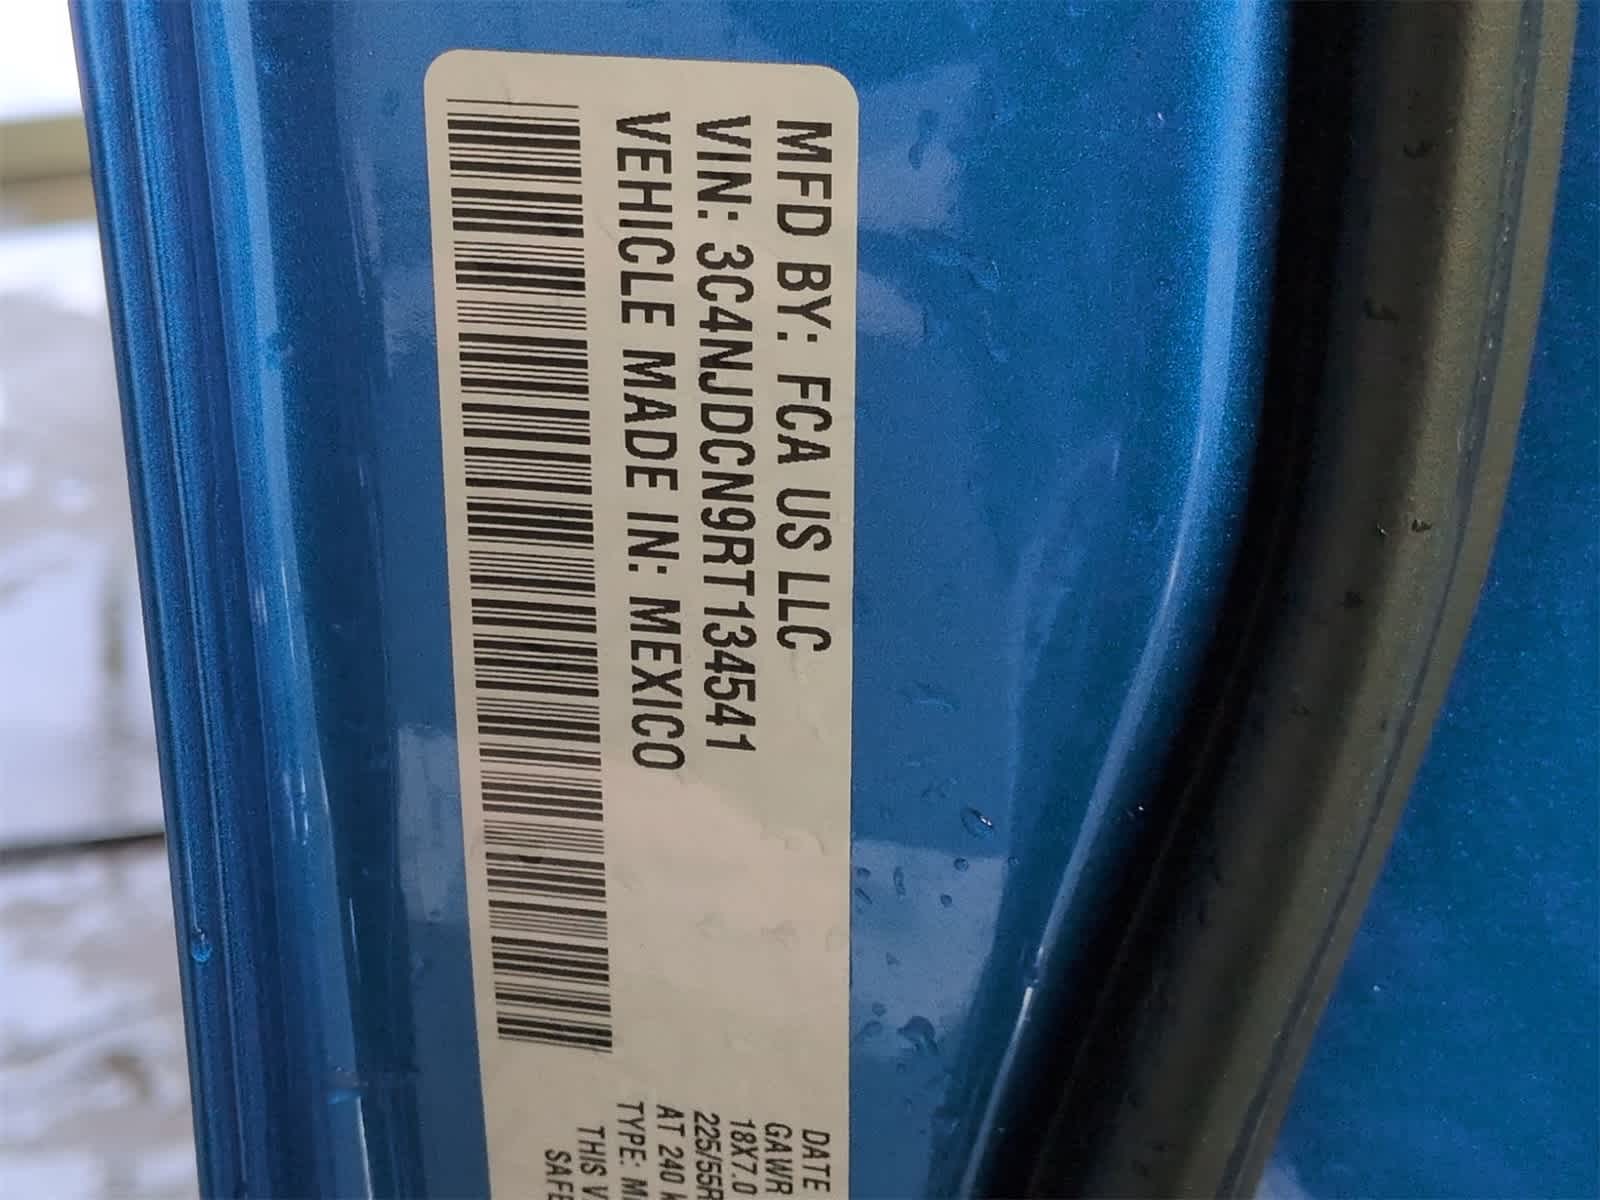 MFD BY: FCA US LLC
VIN: 3C4NJDCN9RT134541
VEHICLE MADE IN: MEXICO
DATE
GAWR
18X7.0
225/55R
AT 240 K
TYPE: M
THIS V
SAFE